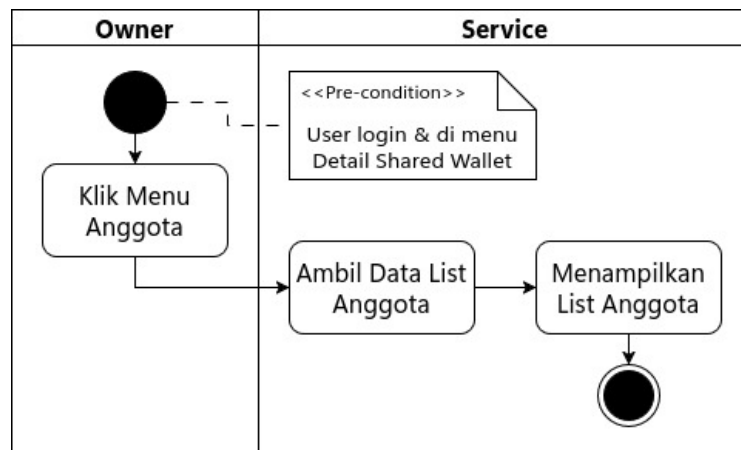 Owner
Service
<<Pre-condition>>
User login & di menu
Detail Shared Wallet
Klik Menu
Anggota
Ambil Data List
Anggota
Menampilkan
List Anggota